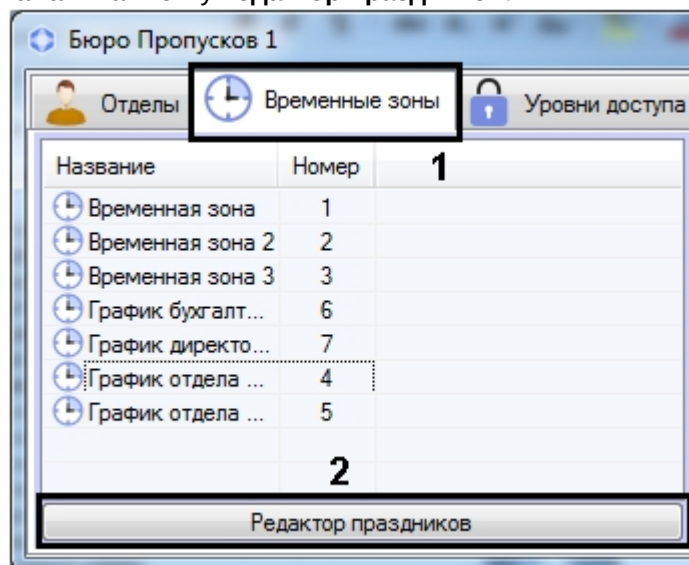 Бюро Пропусков 1
Отделы Временные зоны Уровни доступа
Название Номер 1
Временная зона 1
Временная зона 2 2
Временная зона 3 3
График бухгалт... 6
График директо... 7
График отдела ... 4
График отдела ... 5
2
Редактор праздников